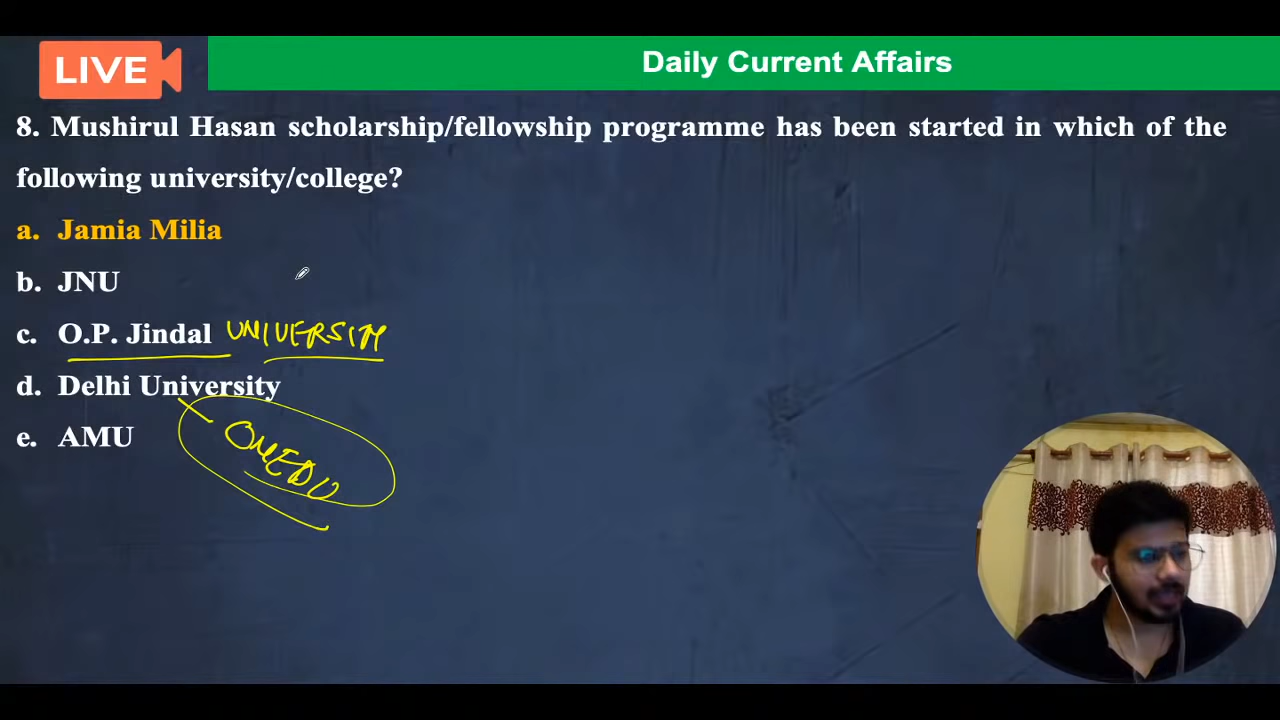 LIVE
Daily Current Affairs
8. Mushirul Hasan scholarship/fellowship programme has been started in which of the
following university/college?
a. Jamia Milia
b. JNU
c. O.P. Jindal UNIVERSITY
d. Delhi University
e. AMU